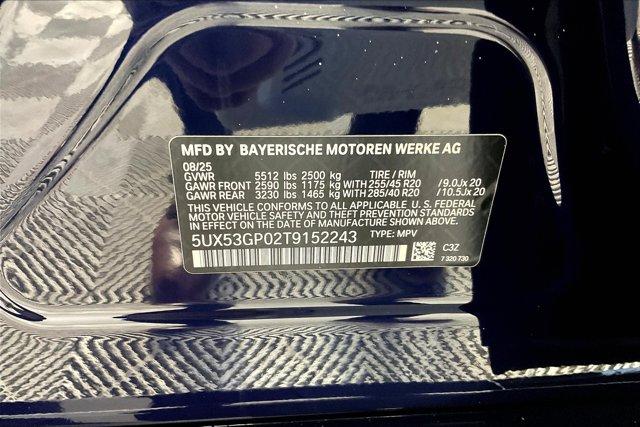 MFD BY BAYERISCHE MOTOREN WERKE AG
08/25
GVWR 5512 lbs 2500 kg TIRE / RIM
GAWR FRONT 2590 lbs 1175 kg WITH 255/45 R20 /9.0Jx 20
GAWR REAR 3230 lbs 1465 kg WITH 285/40 R20 /10.5Jx 20
THIS VEHICLE CONFORMS TO ALL APPLICABLE U. S. FEDERAL
MOTOR VEHICLE SAFETY AND THEFT PREVENTION STANDARDS
IN EFFECT ON THE DATE OF MANUFACTURE SHOWN ABOVE.
5UX53GP02T9152243 TYPE: MPV
C3Z
7 320 730